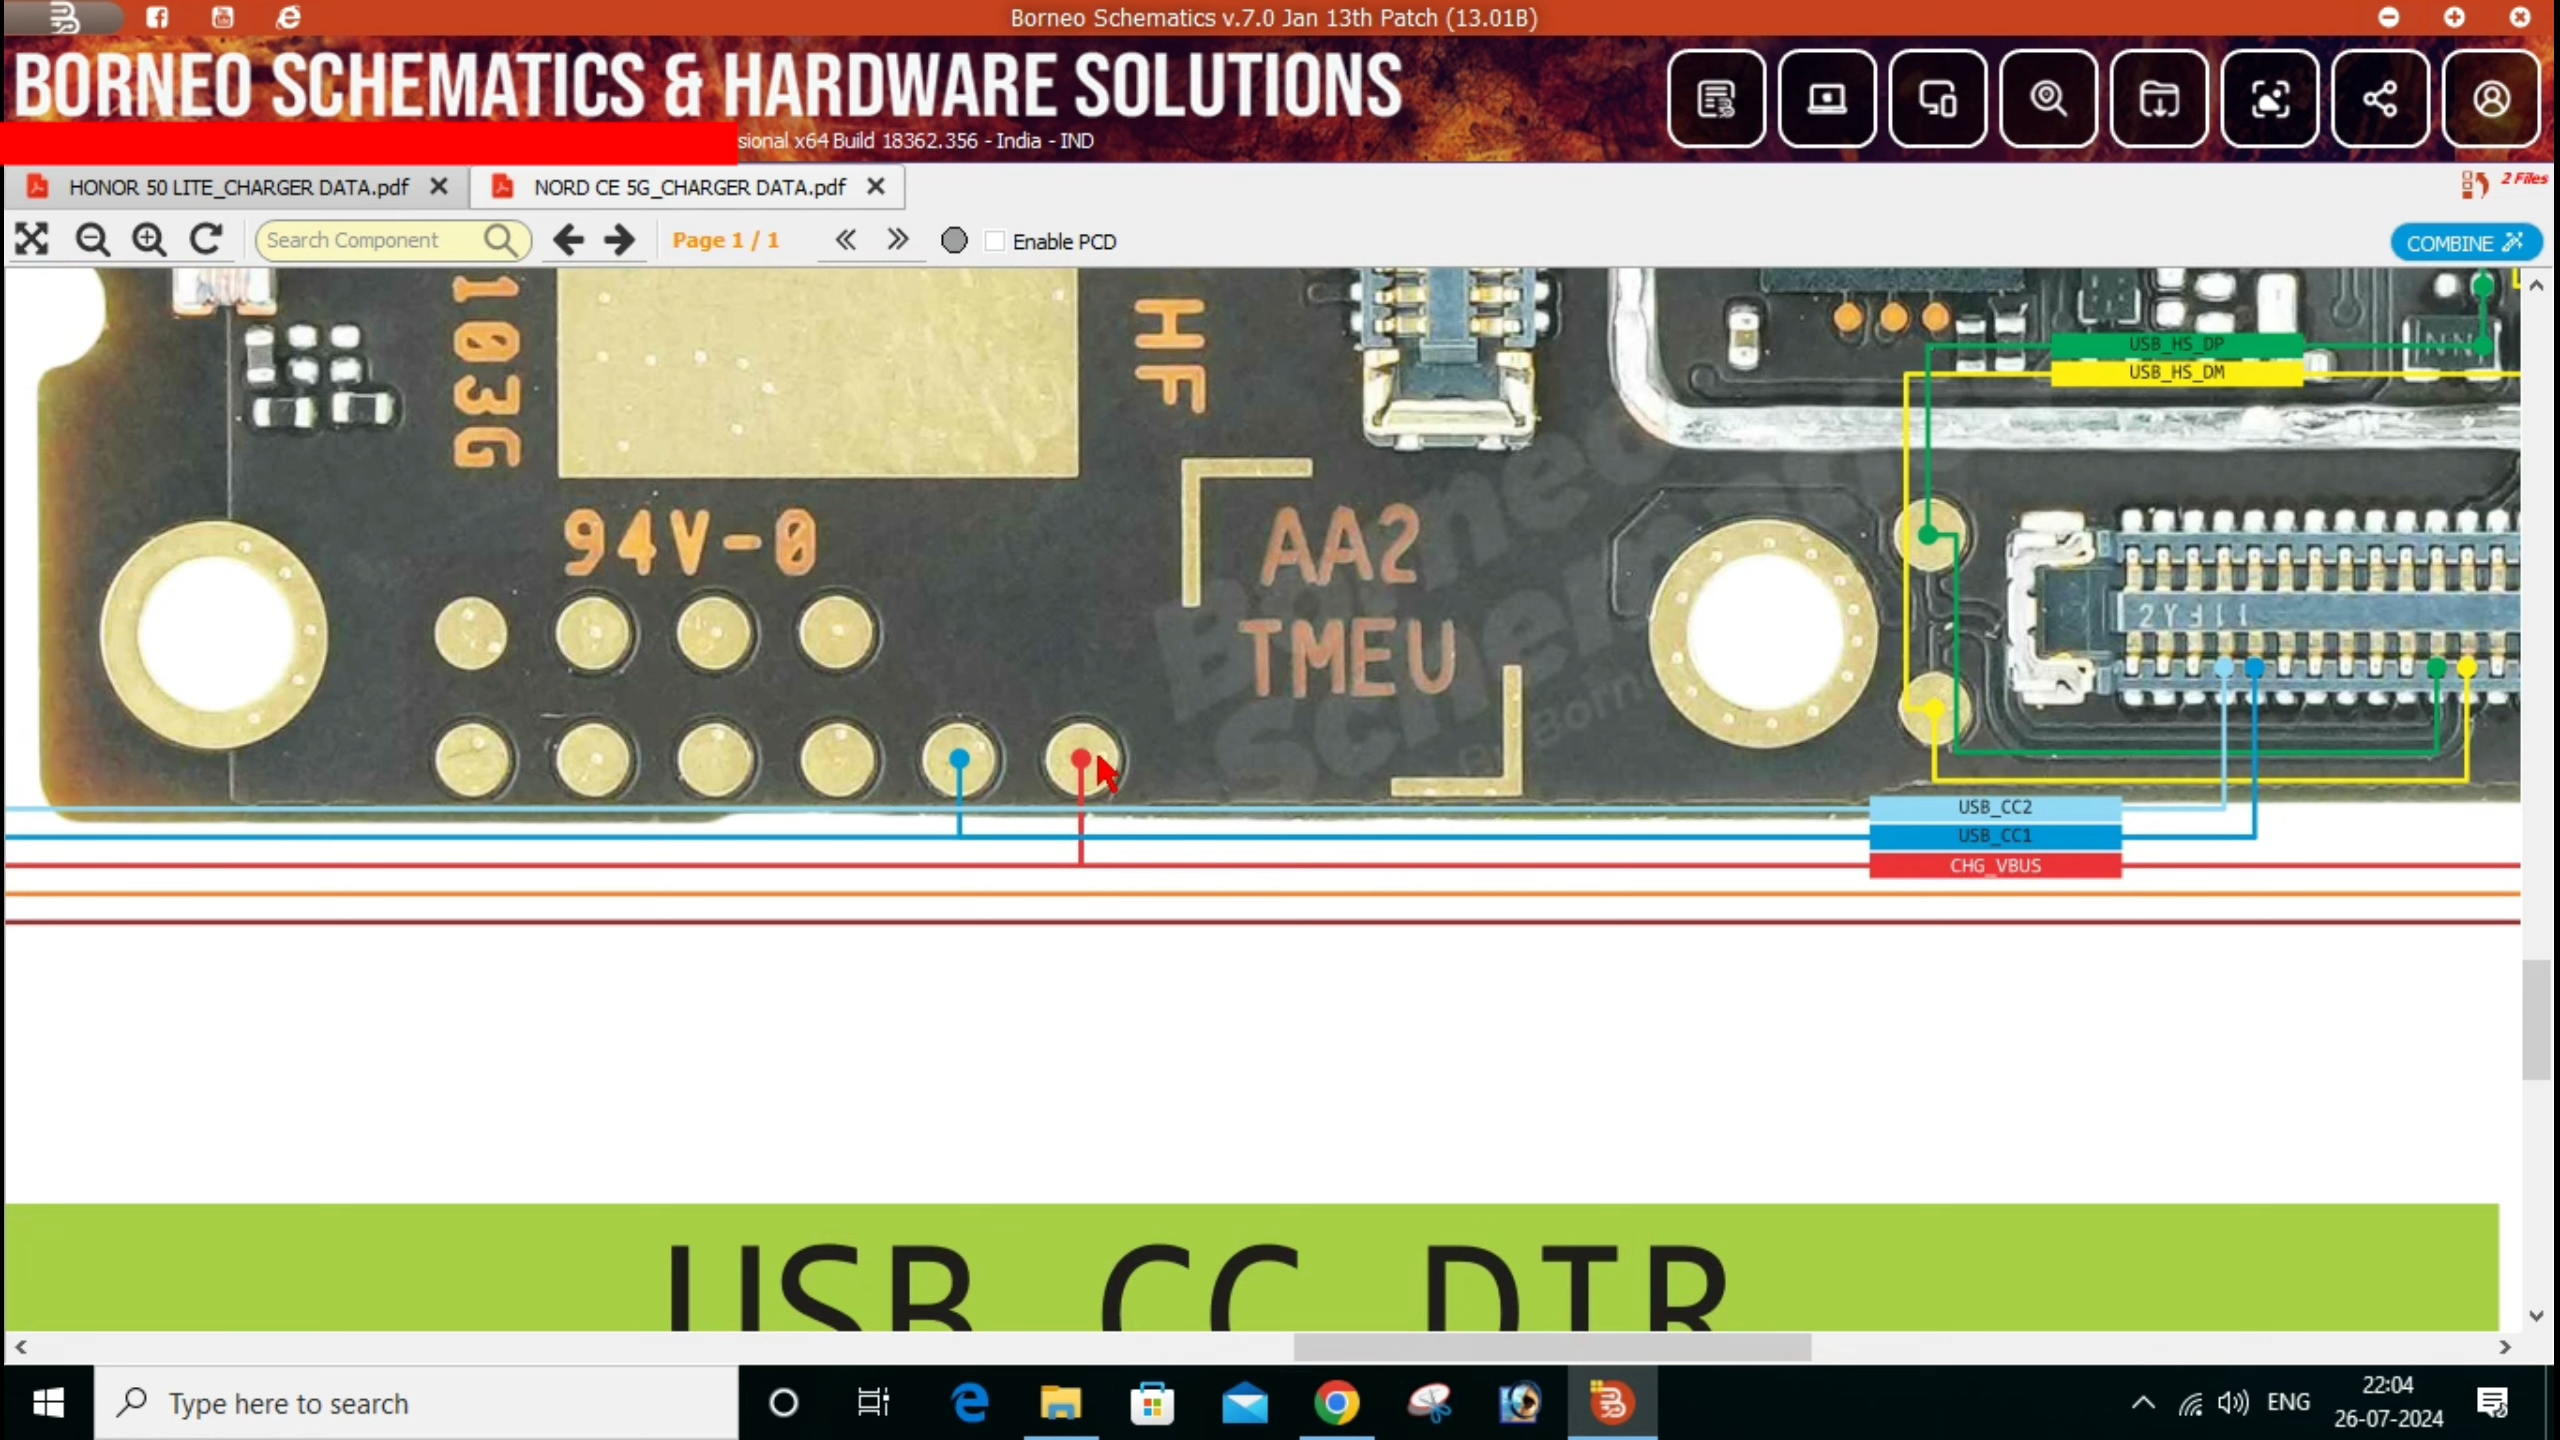 Borneo Schematics v.7.0 Jan 13th Patch (13.01B)
BORNEO SCHEMATICS & HARDWARE SOLUTIONS
sional x64 Build 18362.356 - India - IND
HONOR 50 LITE_CHARGER DATA.pdf
NORD CE 5G_CHARGER DATA.pdf
2 Files
Search Component
Page 1 / 1
Enable PCD
COMBINE
103G
HF
USB_HS_DP
USB_HS_DM
94V-0
AA2
TMEU
USB_CC2
USB_CC1
CHG_VBUS
USB_CC_DIR
Type here to search
ENG
22:04
26-07-2024